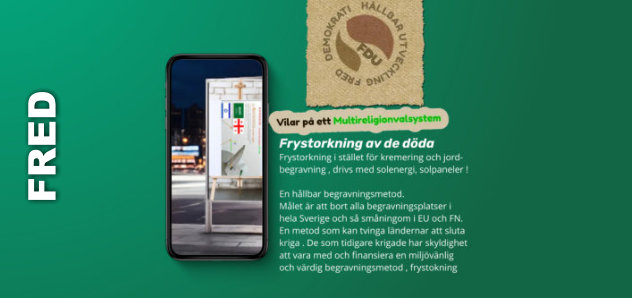 DEMOKRATI HÅLLBAR UTVECKLING FRED
FDU
FRED
Vilar på ett Multireligionvalsystem
Frystorkning av de döda
Frystorkning i stället för kremering och jord-
begravning , drivs med solenergi, solpaneler !
En hållbar begravningsmetod.
Målet är att bort alla begravningsplatser i
hela Sverige och så småningom i EU och FN.
En metod som kan tvinga ländernar att sluta
kriga . De som tidigare krigade har skyldighet
att vara med och finansiera en miljövänlig
och värdig begravningsmetod , frystokning